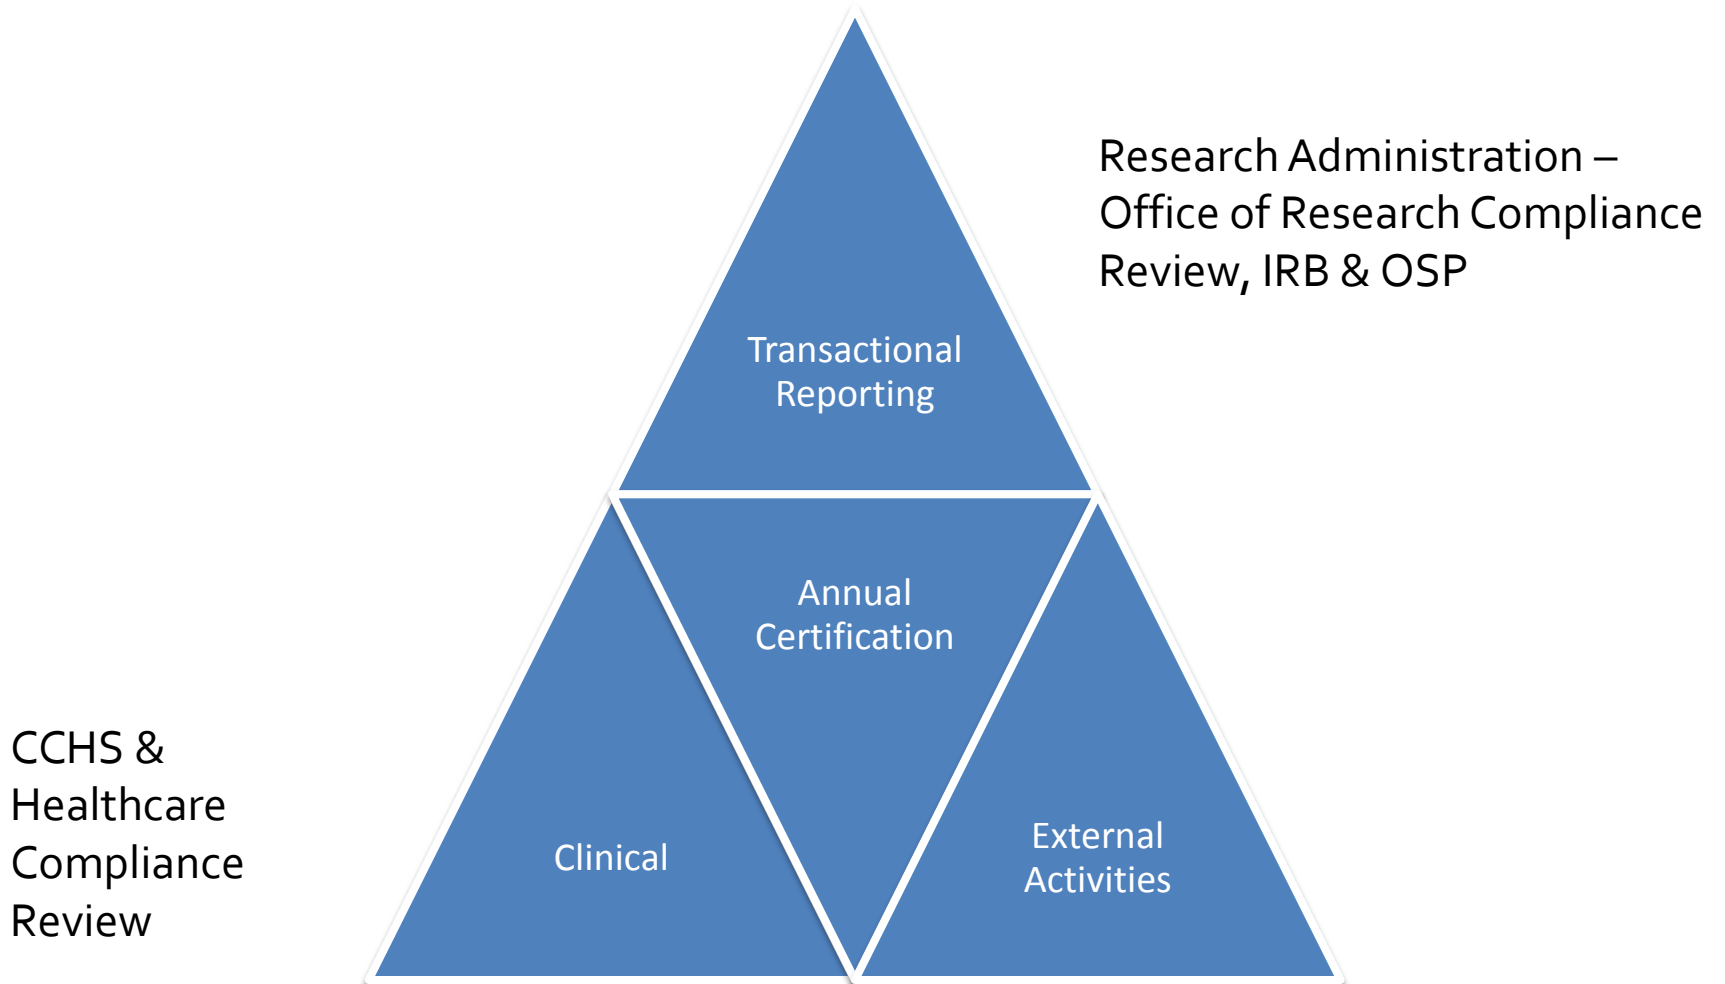 Research Administration –
Office of Research Compliance
Review, IRB & OSP
Transactional
Reporting
Annual
Certification
CCHS &
Healthcare
Compliance
Review
Clinical
External
Activities